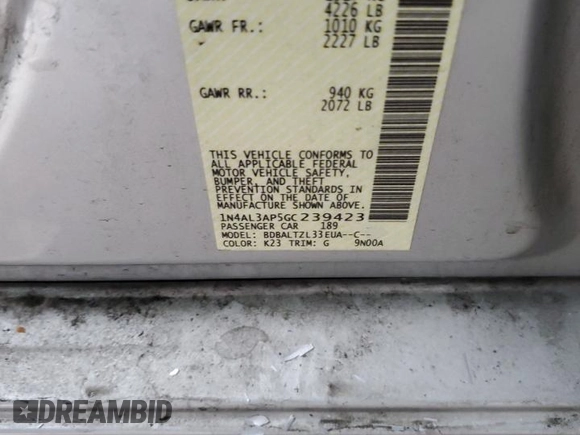 4226 LB
GAWR FR.: 1010 KG
2227 LB
GAWR RR.: 940 KG
2072 LB
THIS VEHICLE CONFORMS TO
ALL APPLICABLE FEDERAL
MOTOR VEHICLE SAFETY,
BUMPER, AND THEFT
PREVENTION STANDARDS IN
EFFECT ON THE DATE OF
MANUFACTURE SHOWN ABOVE.
1N4AL3AP5GC239423
PASSENGER CAR 189
MODEL: BDBALTZL33EUA--C--
COLOR: K23 TRIM: G 9N00A
DREAMBID